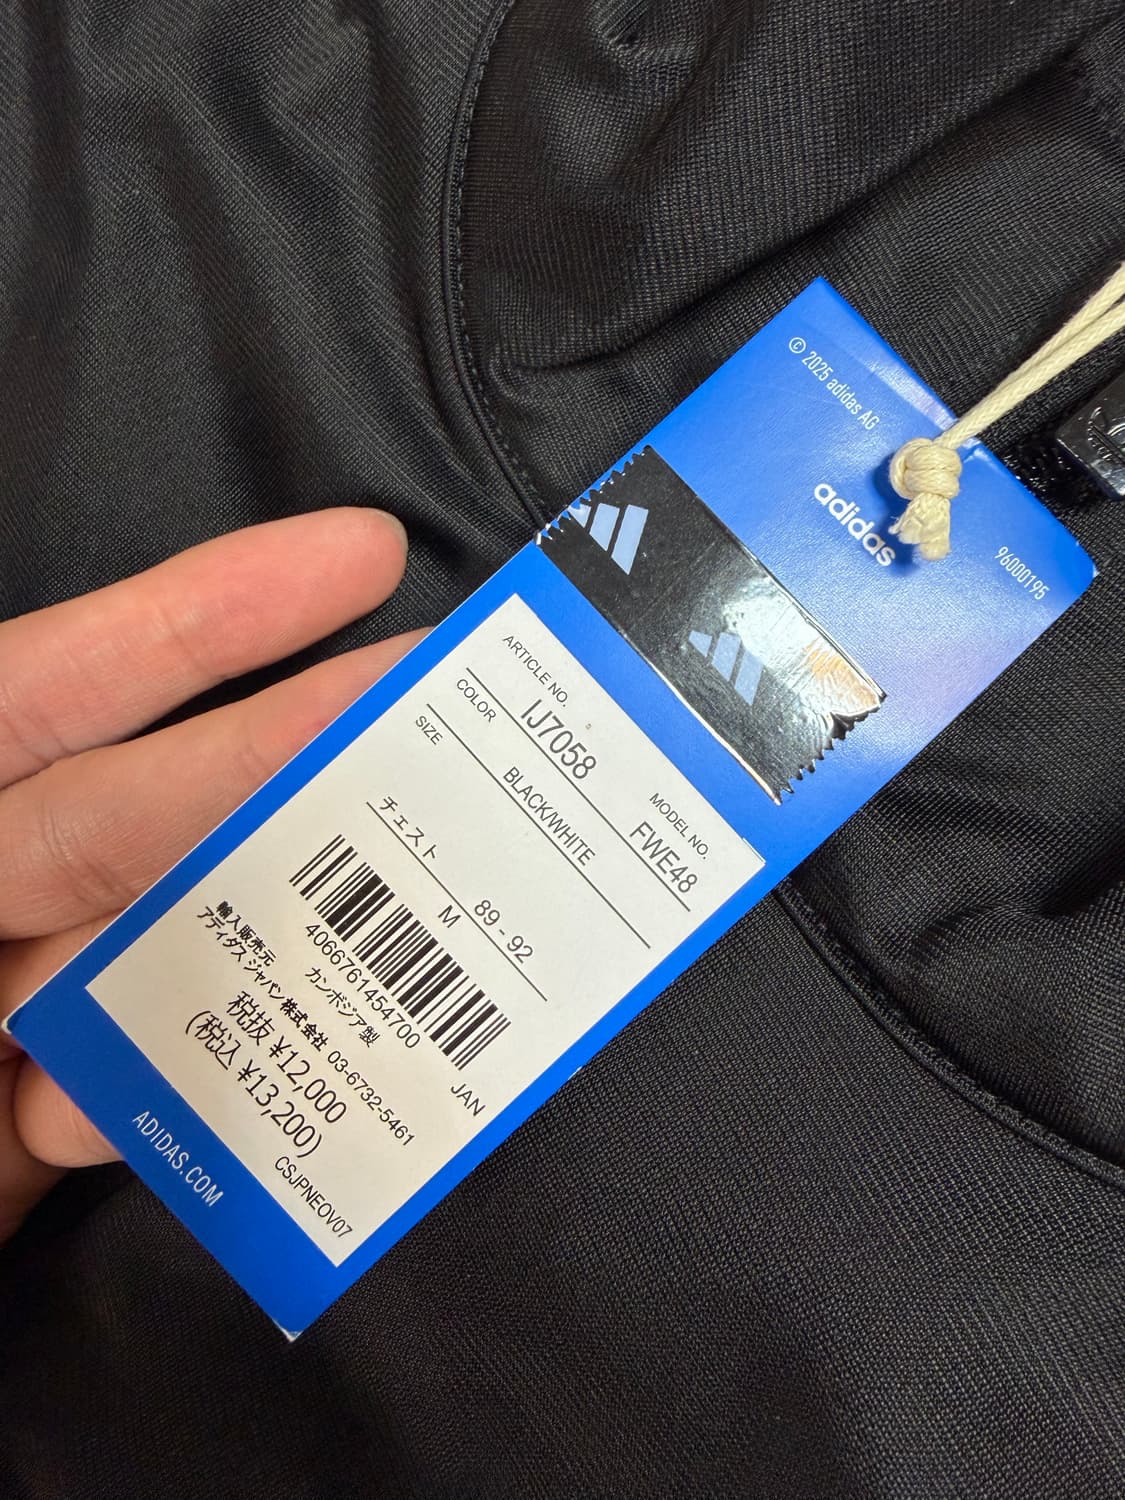 © 2025 adidas AG
adidas
96000195
ARTICLE NO.
IJ7058
MODEL NO.
FWE48
COLOR
BLACK/WHITE
SIZE
チェスト
89 - 92
M
4066761454700
JAN
カンボジア製
輸入販売元
アディダス ジャパン 株式会社 03-6732-5461
税抜 ¥12,000
(税込 ¥13,200)
CSJPNEOV07
ADIDAS.COM